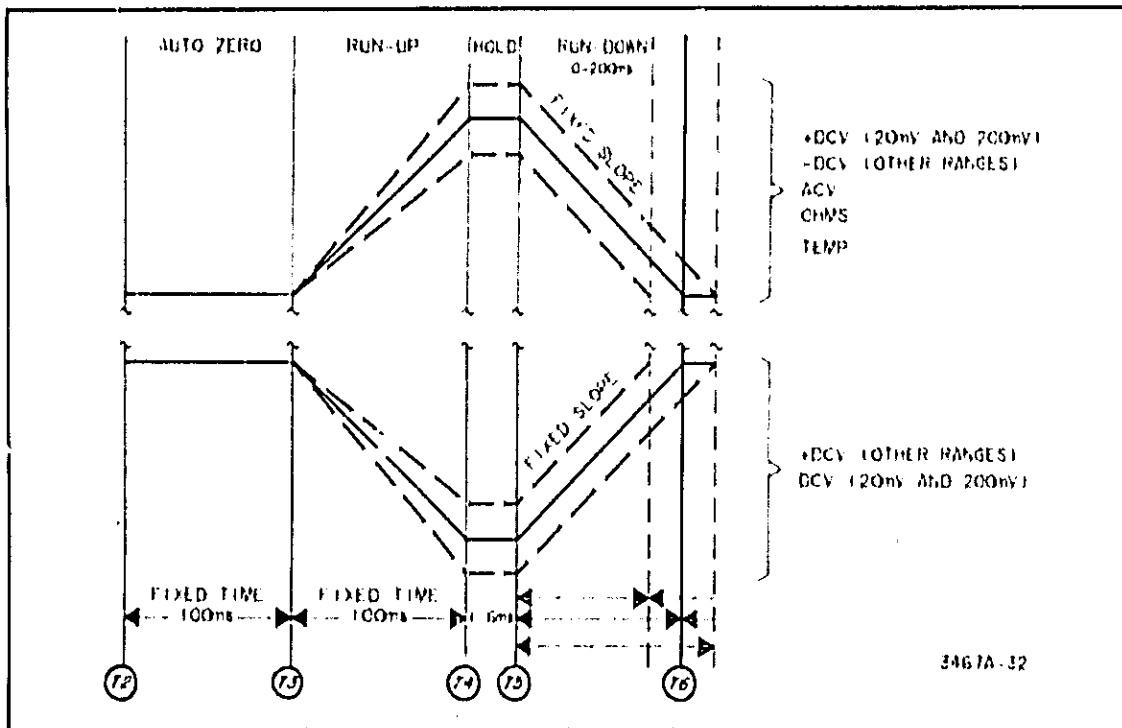 AUTO ZERO RUN-UP HOLD RUN-DOWN
0-200ms
FIXED SLOPE
+DCV (20mV AND 200mV)
-DCV (OTHER RANGES)
ACV
OHMS
TEMP
FIXED SLOPE
+DCV (OTHER RANGES)
DCV (20mV AND 200mV)
FIXED TIME FIXED TIME
100ms 100ms 6ms
T2 T3 T4 T5 T6
3467A-32